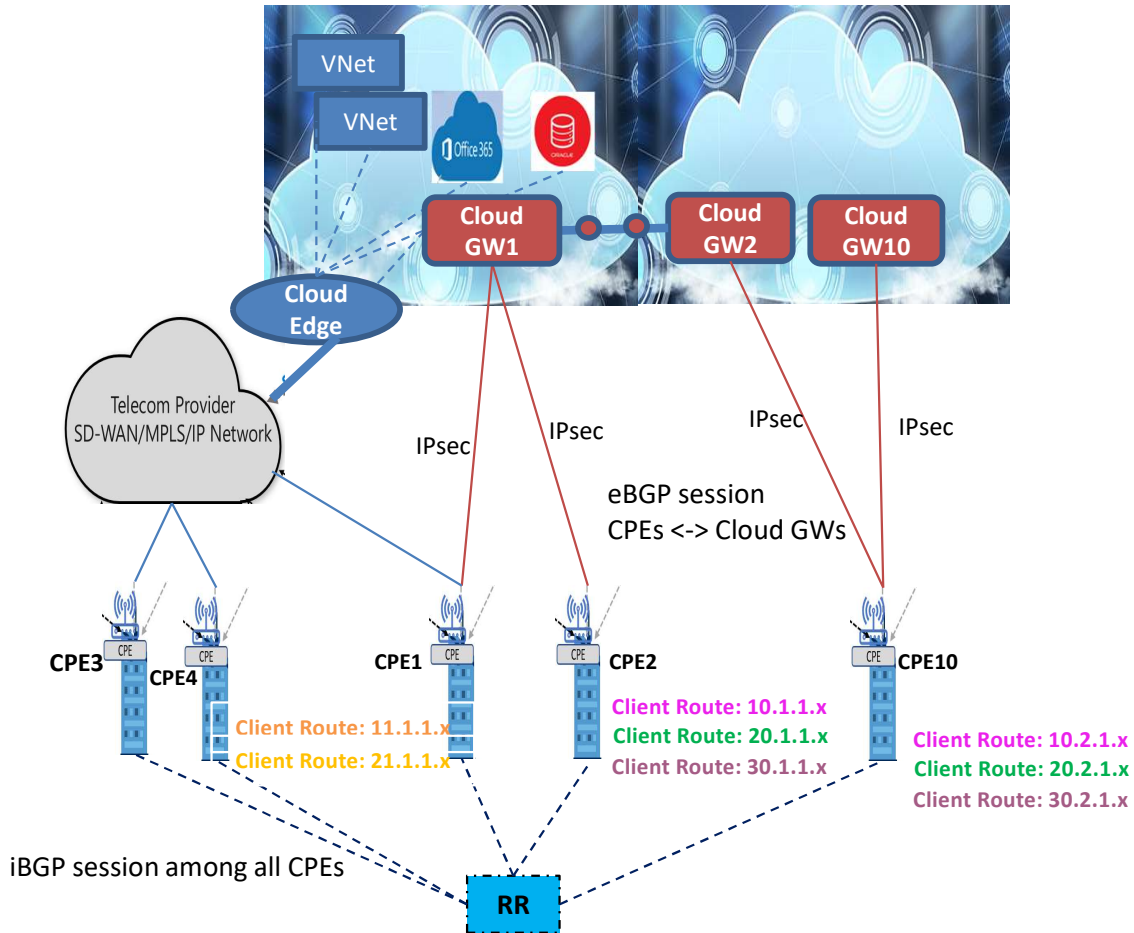 VNet
VNet
Office 365
ORACLE
Cloud
GW1
Cloud
GW2
Cloud
GW10
Cloud
Edge
Telecom Provider
SD-WAN/MPLS/IP Network
IPsec
IPsec
IPsec
IPsec
eBGP session
CPEs <-> Cloud GWs
CPE
CPE3
CPE
CPE4
CPE1
CPE
CPE
CPE2
CPE
CPE10
Client Route: 11.1.1.x
Client Route: 21.1.1.x
Client Route: 10.1.1.x
Client Route: 20.1.1.x
Client Route: 30.1.1.x
Client Route: 10.2.1.x
Client Route: 20.2.1.x
Client Route: 30.2.1.x
iBGP session among all CPEs
RR